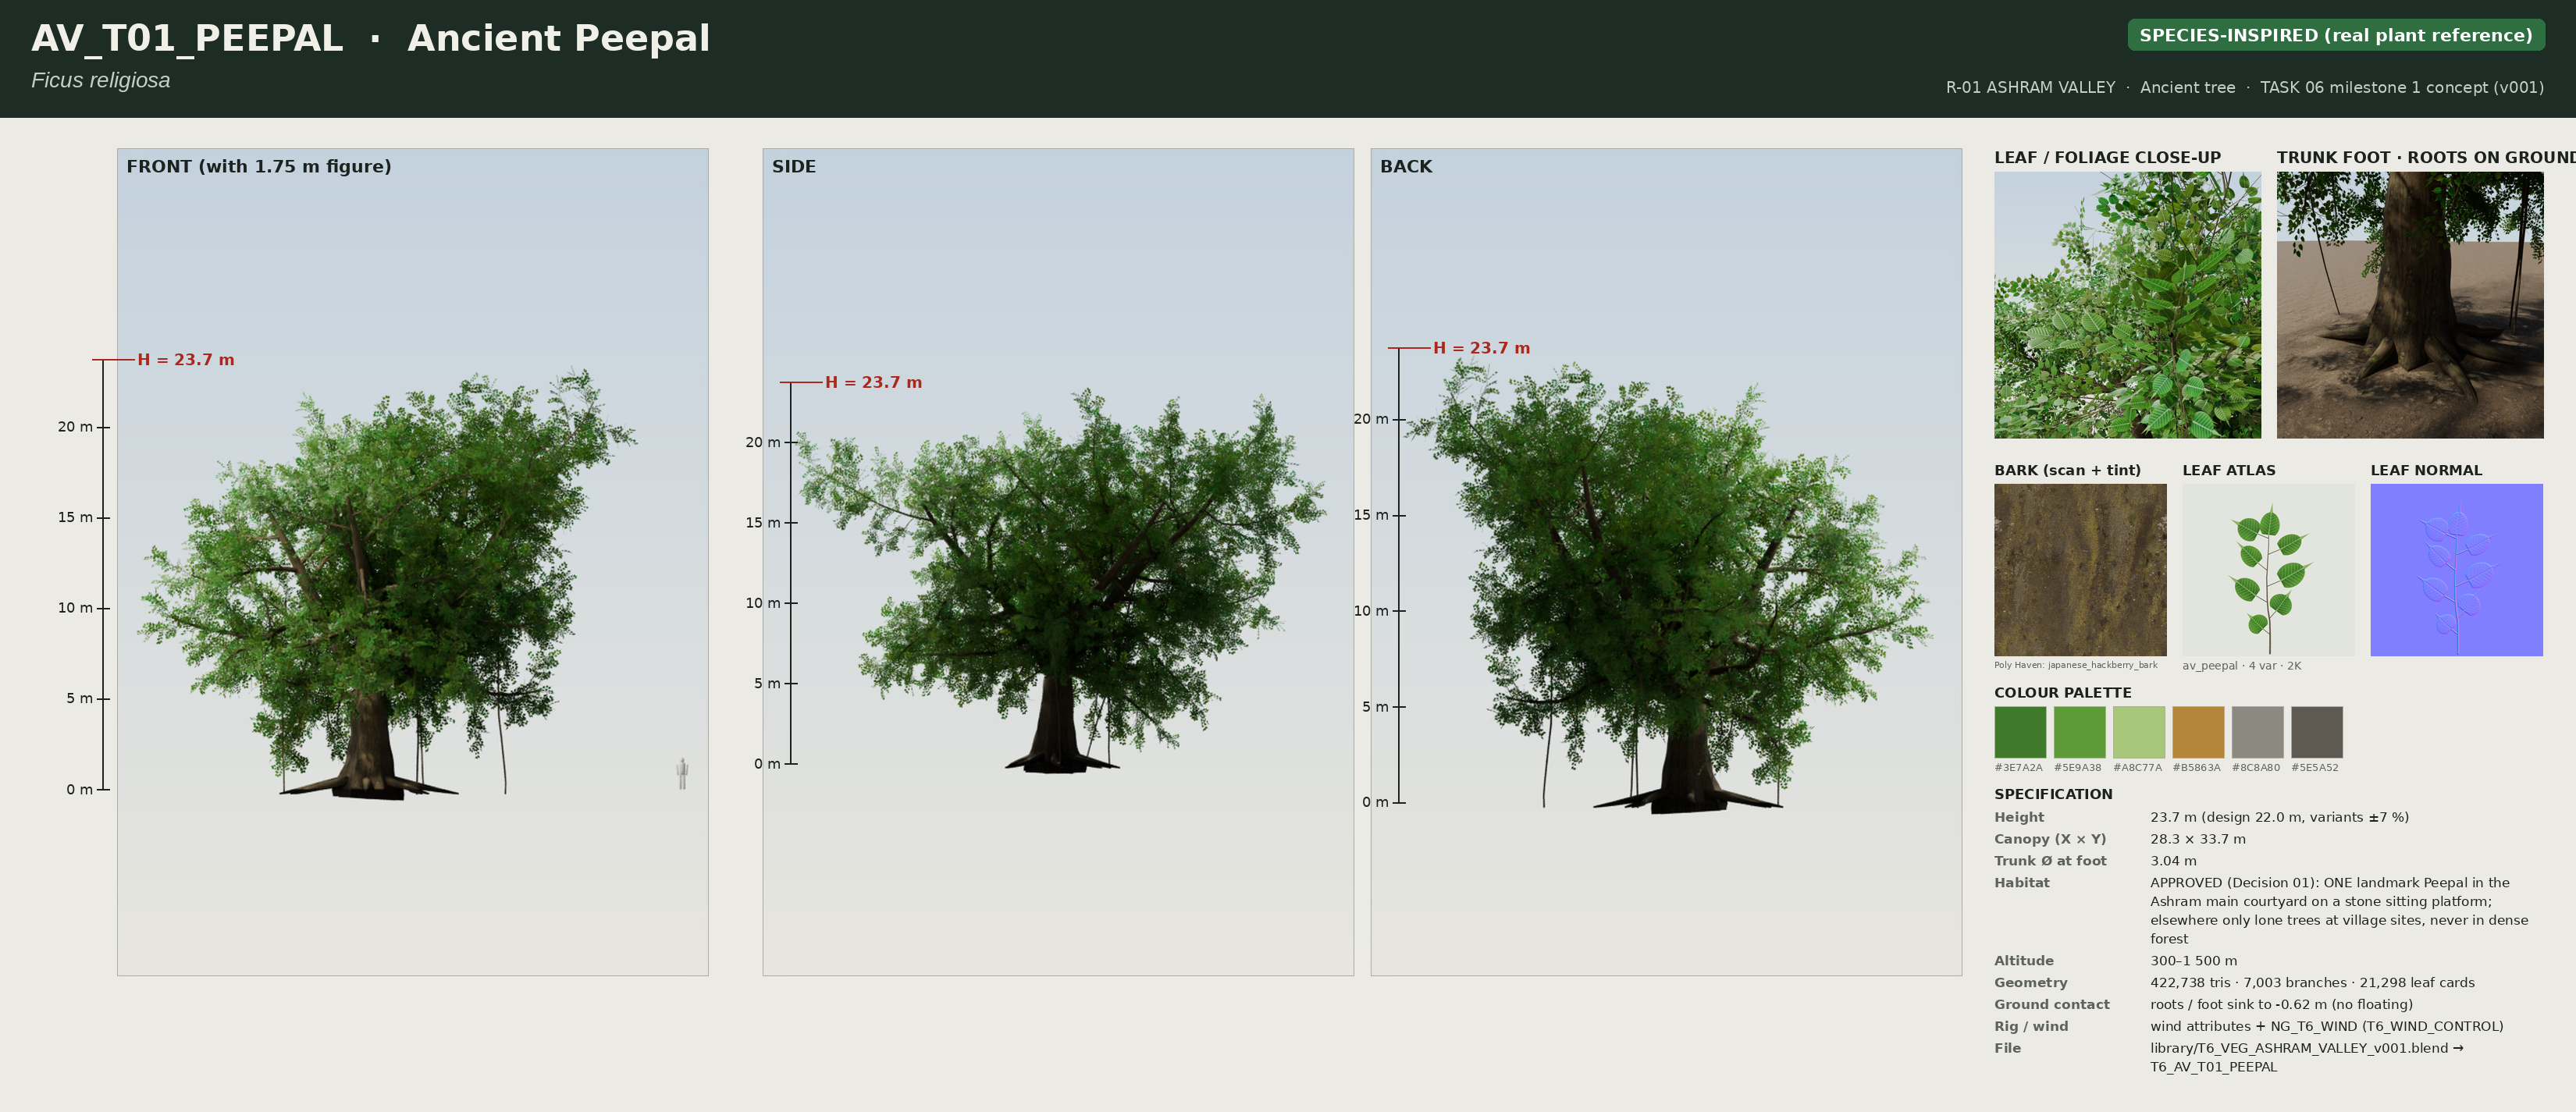 AV_T01_PEEPAL · Ancient Peepal
SPECIES-INSPIRED (real plant reference)
Ficus religiosa
R-01 ASHRAM VALLEY · Ancient tree · TASK 06 milestone 1 concept (v001)
FRONT (with 1.75 m figure)
H = 23.7 m
20 m
15 m
10 m
5 m
0 m
SIDE
H = 23.7 m
20 m
15 m
10 m
5 m
0 m
BACK
H = 23.7 m
20 m
15 m
10 m
5 m
0 m
LEAF / FOLIAGE CLOSE-UP
TRUNK FOOT · ROOTS ON GROUND
BARK (scan + tint)
LEAF ATLAS
LEAF NORMAL
Poly Haven: japanese_hackberry_bark
av_peepal · 4 var · 2K
COLOUR PALETTE
#3E7A2A #5E9A38 #A8C77A #B5863A #8C8A80 #5E5A52
SPECIFICATION
Height 23.7 m (design 22.0 m, variants ±7 %)
Canopy (X × Y) 28.3 × 33.7 m
Trunk Ø at foot 3.04 m
Habitat APPROVED (Decision 01): ONE landmark Peepal in the
Ashram main courtyard on a stone sitting platform;
elsewhere only lone trees at village sites, never in dense
forest
Altitude 300–1 500 m
Geometry 422,738 tris · 7,003 branches · 21,298 leaf cards
Ground contact roots / foot sink to -0.62 m (no floating)
Rig / wind wind attributes + NG_T6_WIND (T6_WIND_CONTROL)
File library/T6_VEG_ASHRAM_VALLEY_v001.blend →
T6_AV_T01_PEEPAL